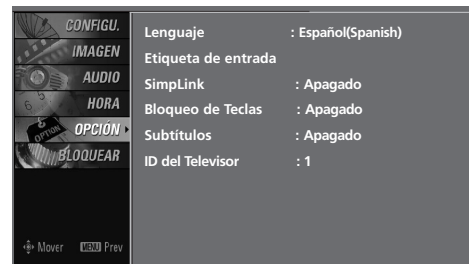 CONFIGU.
IMAGEN
AUDIO
HORA
OPCIÓN
BLOQUEAR
Mover MENU Prev
Lenguaje : Español(Spanish)
Etiqueta de entrada
SimpLink : Apagado
Bloqueo de Teclas : Apagado
Subtítulos : Apagado
ID del Televisor : 1
OPTION